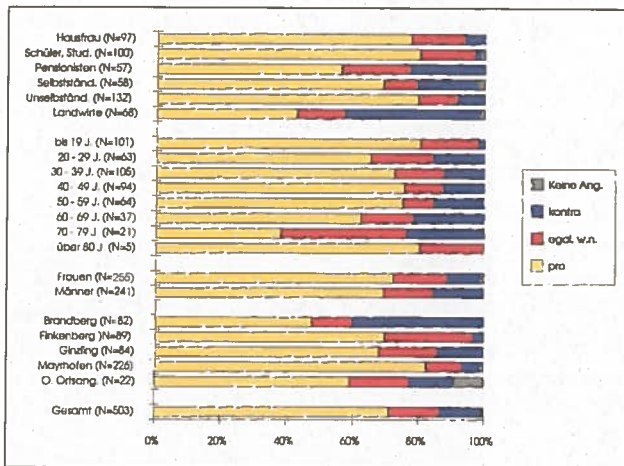 Hausfrau (N=97)
Schüler, Stud. (N=100)
Pensionisten (N=57)
Selbstständ. (N=58)
Unselbständ. (N=132)
Landwirte (N=68)
bis 19 J. (N=101)
20 - 29 J. (N=63)
30 - 39 J. (N=105)
40 - 49 J. (N=94)
50 - 59 J. (N=64)
60 - 69 J. (N=37)
70 - 79 J. (N=21)
über 80 J. (N=5)
Frauen (N=255)
Männer (N=241)
Brandberg (N=82)
Finkenberg )N=89)
Ginzling (N=84)
Mayrhofen (N=226)
O. Ortsang. (N=22)
Gesamt (N=503)
0% 20% 40% 60% 80% 100%
Keine Ang.
kontra
egal, w.n.
pro